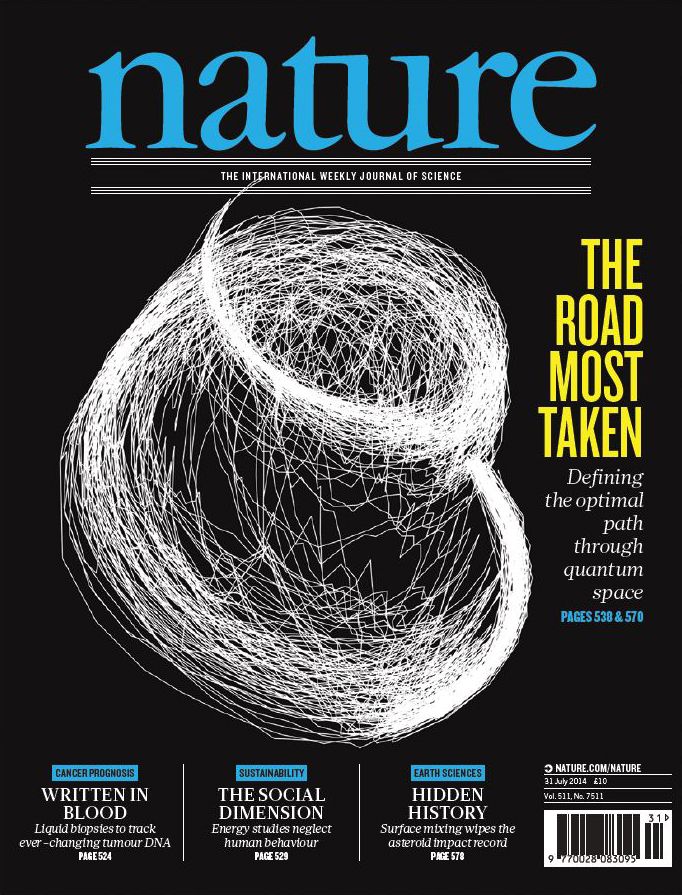 nature
THE INTERNATIONAL WEEKLY JOURNAL OF SCIENCE
THE
ROAD
MOST
TAKEN
Defining
the optimal
path
through
quantum
space
PAGES 538 & 570
CANCER PROGNOSIS
WRITTEN IN
BLOOD
Liquid biopsies to track
ever-changing tumour DNA
PAGE 524
SUSTAINABILITY
THE SOCIAL
DIMENSION
Energy studies neglect
human behaviour
PAGE 529
EARTH SCIENCES
HIDDEN
HISTORY
Surface mixing wipes the
asteroid impact record
PAGE 578
NATURE.COM/NATURE
31 July 2014 £10
Vol. 511, No. 7511
31
9 770028 083095